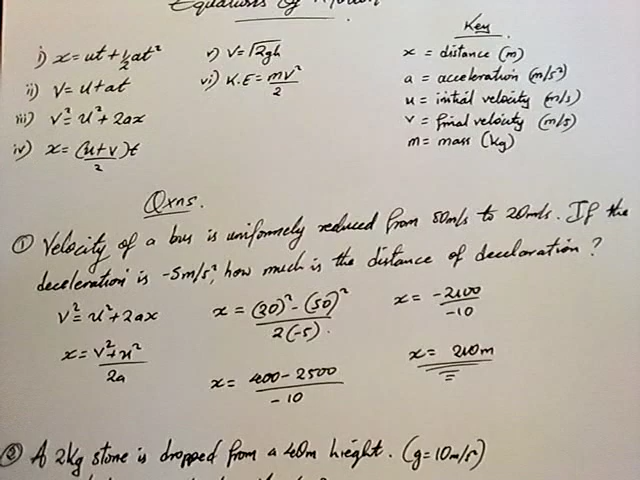 Equations Of Motion
i) x = ut + ½at²
ii) V = u + at
iii) v² = u² + 2ax
iv) x = (u+v)t/2
v) V = √2gh
vi) K.E = mv²/2
Key
x = distance (m)
a = acceleration (m/s²)
u = initial velocity (m/s)
v = final velocity (m/s)
m = mass (kg)
Qxns.
① Velocity of a bus is uniformely reduced from 50m/s to 20m/s. If the
deceleration is -5m/s², how much is the distance of decelaration?
v² = u² + 2ax
x = v² + u²/2a
x = (20)² - (50)²/2(-5).
x = 400 - 2500/-10
x = -2100/-10
x = 210m
② A 2kg stone is dropped from a 40m hieght. (g=10m/s²)